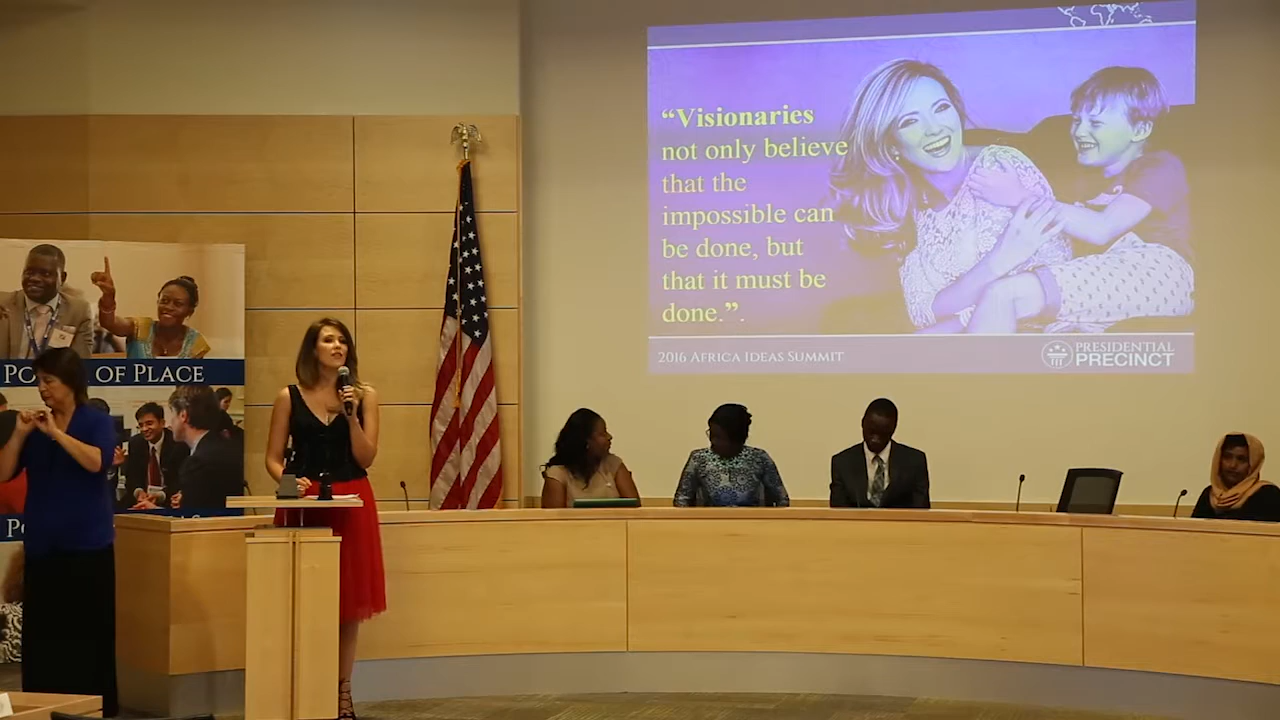 “Visionaries
not only believe
that the
impossible can
be done, but
that it must be
done.”.
2016 Africa Ideas Summit
PRESIDENTIAL
PRECINCT
OF PLACE